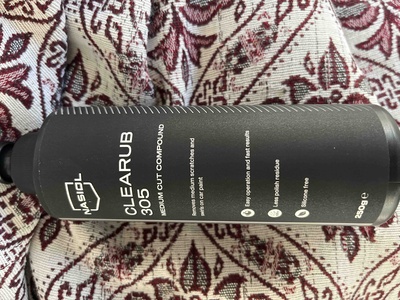 NASIOL
CLEARUB
305
MEDIUM CUT COMPOUND
Removes medium scratches and
swirls on car paint
Easy operation and fast results
Less polish residue
Silicone free
250g e